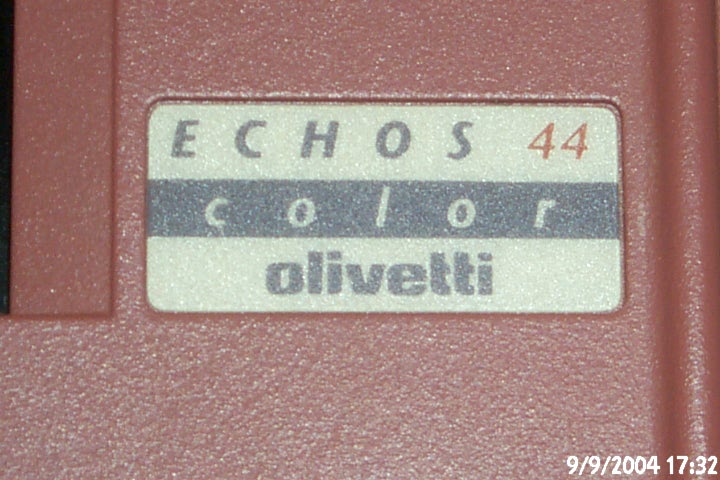 ECHOS 44
color
olivetti
9/9/2004 17:32